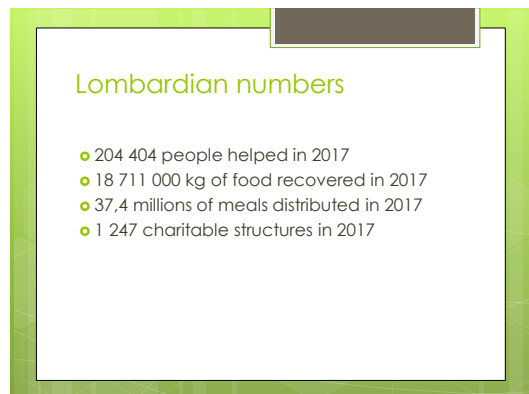 Lombardian numbers
204 404 people helped in 2017
18 711 000 kg of food recovered in 2017
37,4 millions of meals distributed in 2017
1 247 charitable structures in 2017